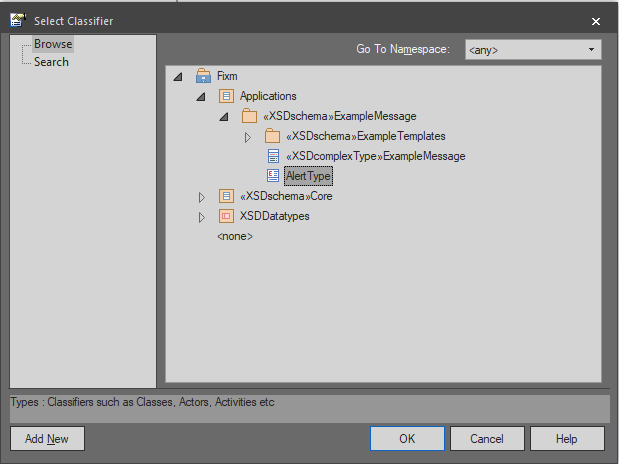 Select Classifier
Browse
Search
Go To Namespace:
<any>
Fixm
Applications
«XSDschema»ExampleMessage
«XSDschema»ExampleTemplates
«XSDcomplexType»ExampleMessage
AlertType
«XSDschema»Core
XSDDatatypes
<none>
Types : Classifiers such as Classes, Actors, Activities etc
Add New
OK
Cancel
Help